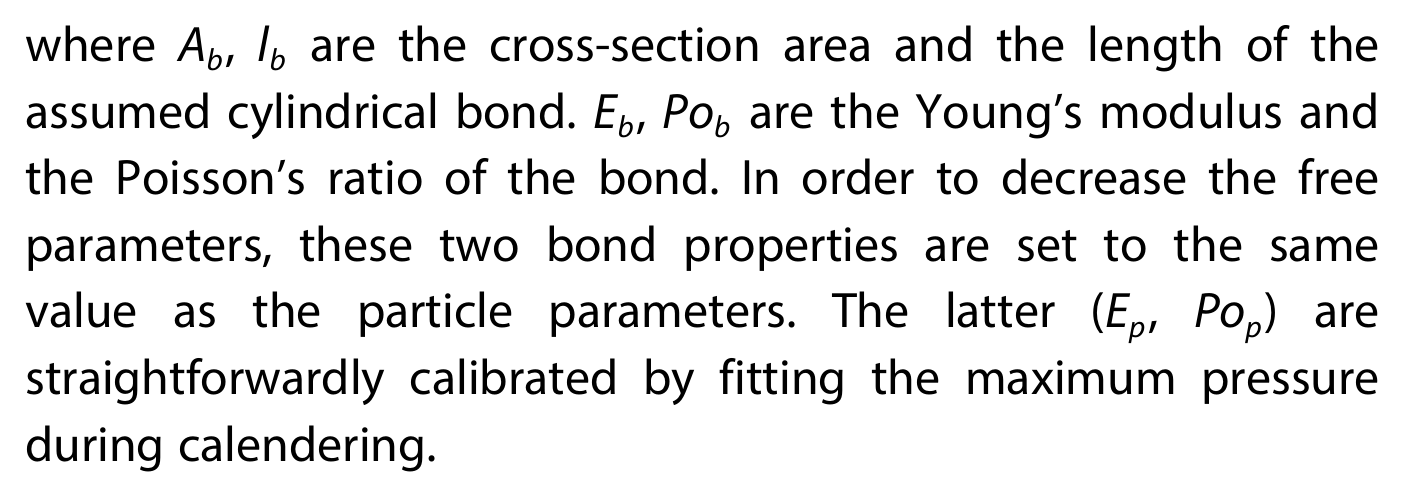 where A_b, l_b are the cross-section area and the length of the
assumed cylindrical bond. E_b, Po_b are the Young’s modulus and
the Poisson’s ratio of the bond. In order to decrease the free
parameters, these two bond properties are set to the same
value as the particle parameters. The latter (E_p, Po_p) are
straightforwardly calibrated by fitting the maximum pressure
during calendering.